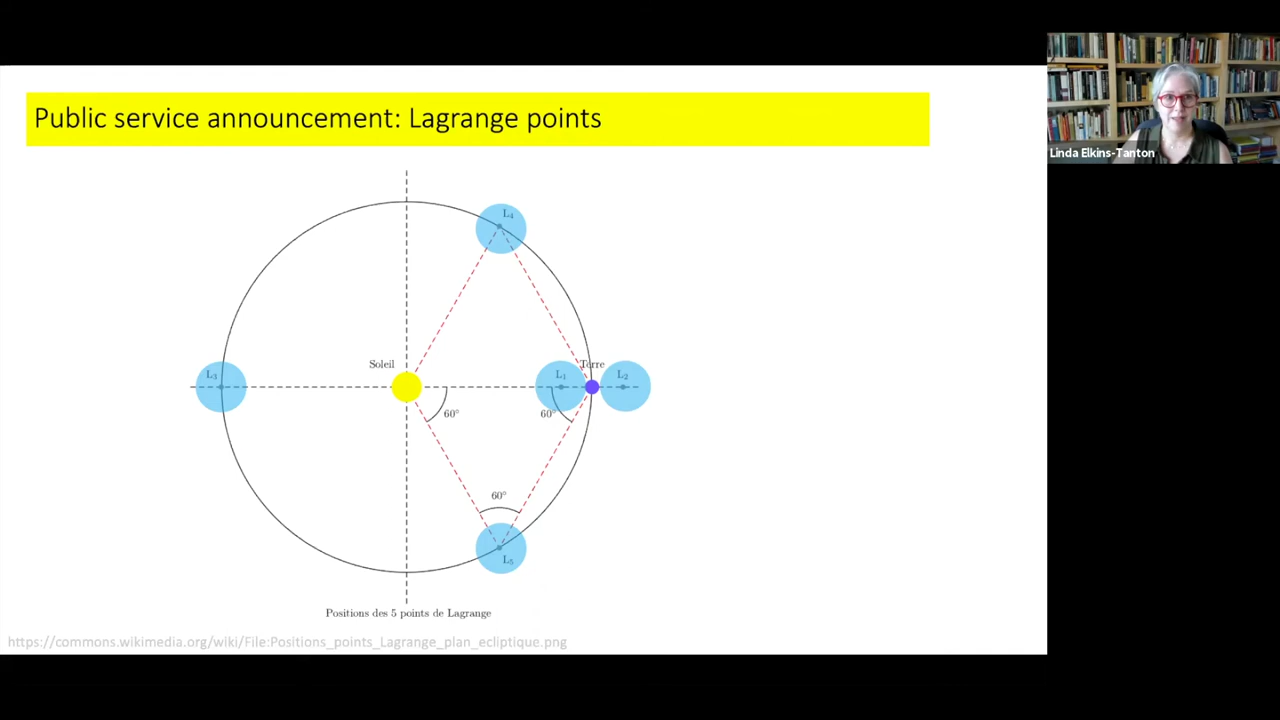 Public service announcement: Lagrange points
Linda Elkins-Tanton
L₄
Soleil
Terre
L₃
L₁
L₂
60°
60°
60°
L₅
Positions des 5 points de Lagrange
https://commons.wikimedia.org/wiki/File:Positions_points_Lagrange_plan_ecliptique.png